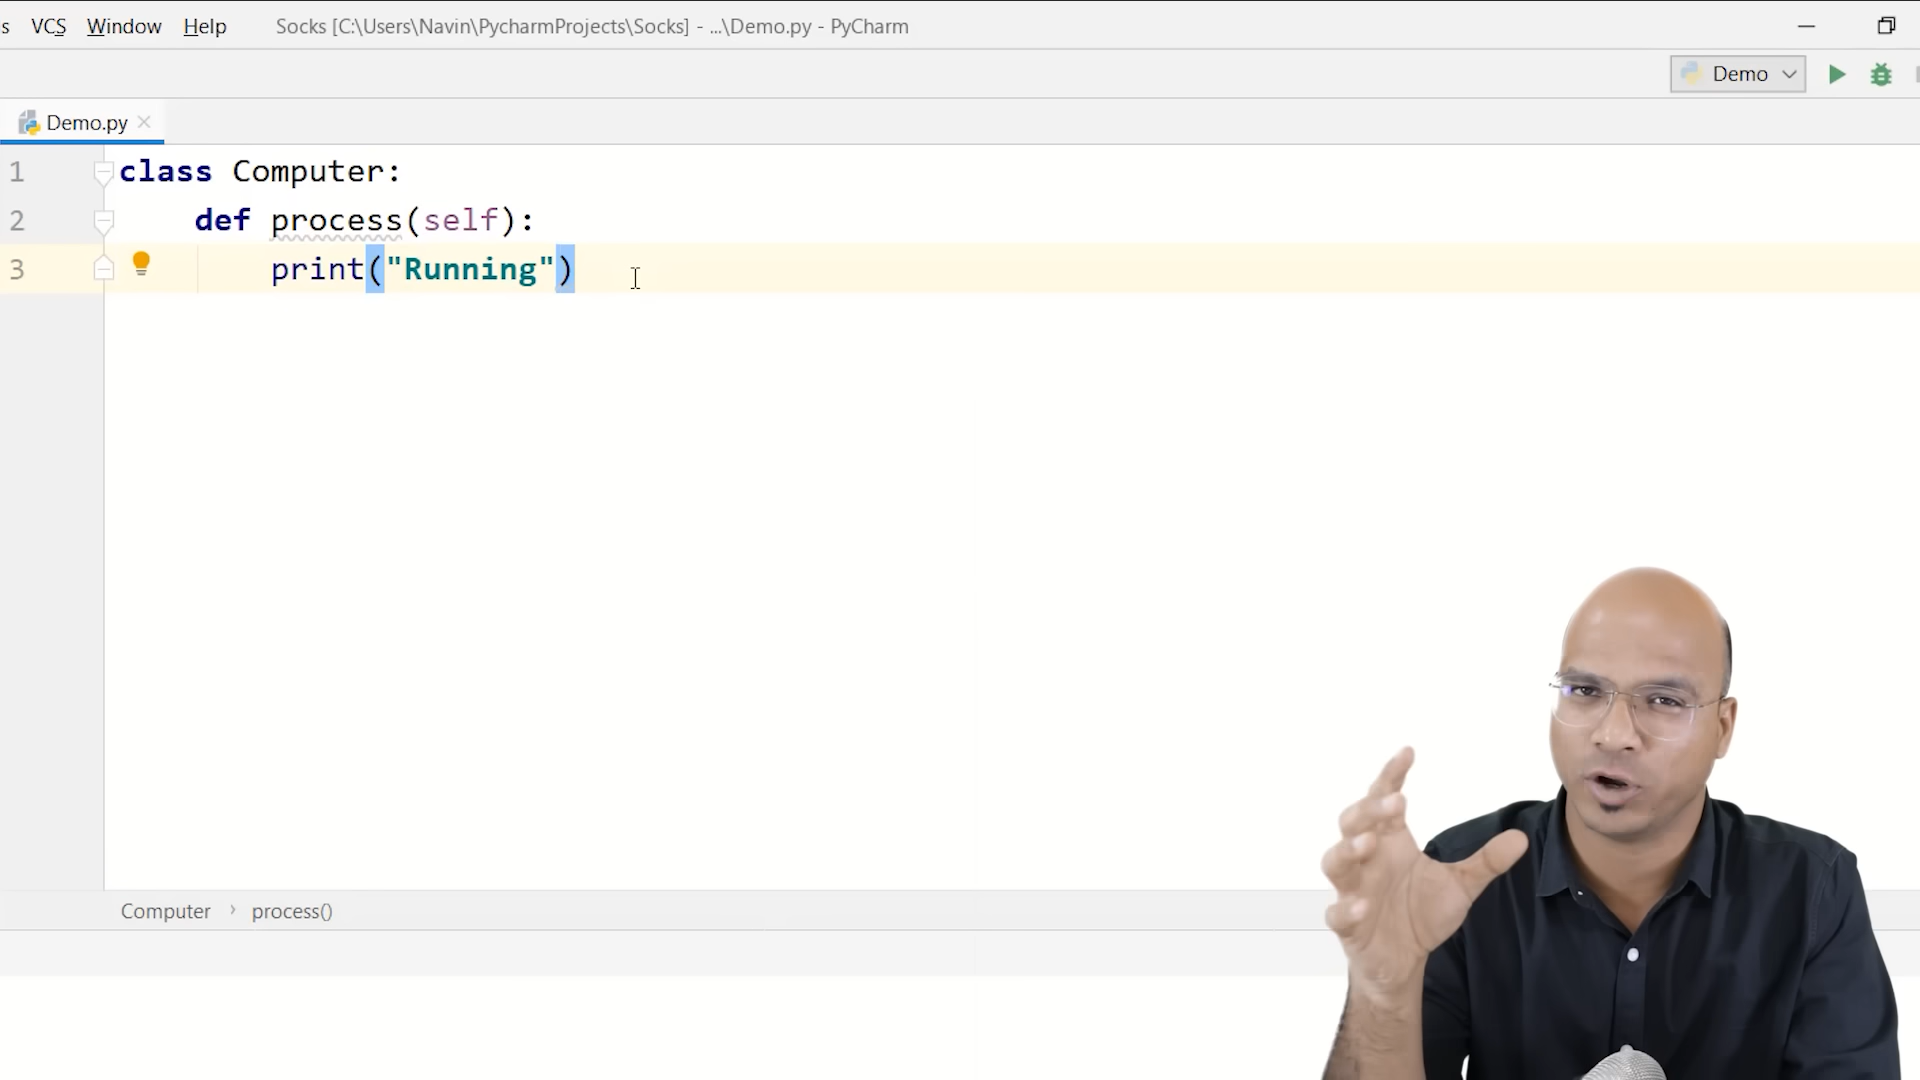 s VCS Window Help Socks [C:\Users\Navin\PycharmProjects\Socks] - ...\Demo.py - PyCharm
Demo
Demo.py
1 class Computer:
2 def process(self):
3 print("Running")
Computer › process()